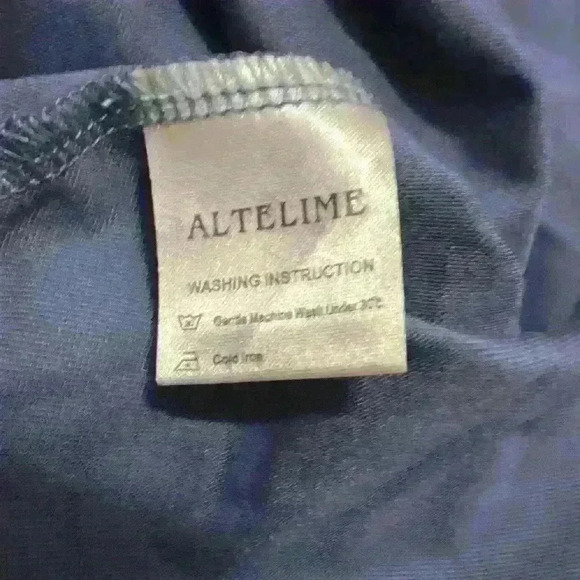 ALTELIME
WASHING INSTRUCTION
Gentle Machine Wash Under 30°C
Cold Iron